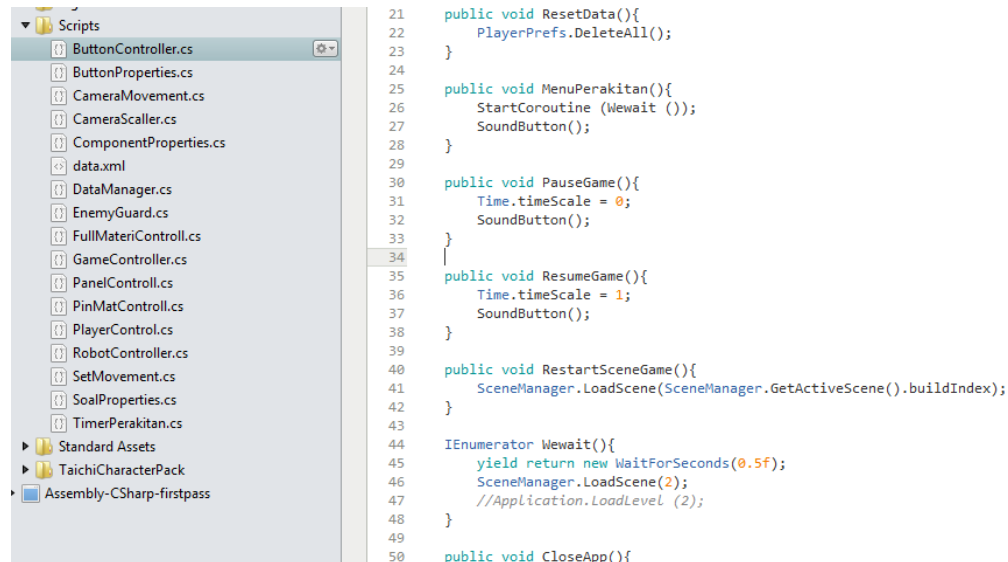 Scripts
ButtonController.cs
ButtonProperties.cs
CameraMovement.cs
CameraScaller.cs
ComponentProperties.cs
data.xml
DataManager.cs
EnemyGuard.cs
FullMateriControll.cs
GameController.cs
PanelControll.cs
PinMatControll.cs
PlayerControl.cs
RobotController.cs
SetMovement.cs
SoalProperties.cs
TimerPerakitan.cs
Standard Assets
TaichiCharacterPack
Assembly-CSharp-firstpass
21 public void ResetData(){
22 PlayerPrefs.DeleteAll();
23 }
24
25 public void MenuPerakitan(){
26 StartCoroutine (Wewait ());
27 SoundButton();
28 }
29
30 public void PauseGame(){
31 Time.timeScale = 0;
32 SoundButton();
33 }
34
35 public void ResumeGame(){
36 Time.timeScale = 1;
37 SoundButton();
38 }
39
40 public void RestartSceneGame(){
41 SceneManager.LoadScene(SceneManager.GetActiveScene().buildIndex);
42 }
43
44 IEnumerator Wewait(){
45 yield return new WaitForSeconds(0.5f);
46 SceneManager.LoadScene(2);
47 //Application.LoadLevel (2);
48 }
49
50 public void CloseApp(){